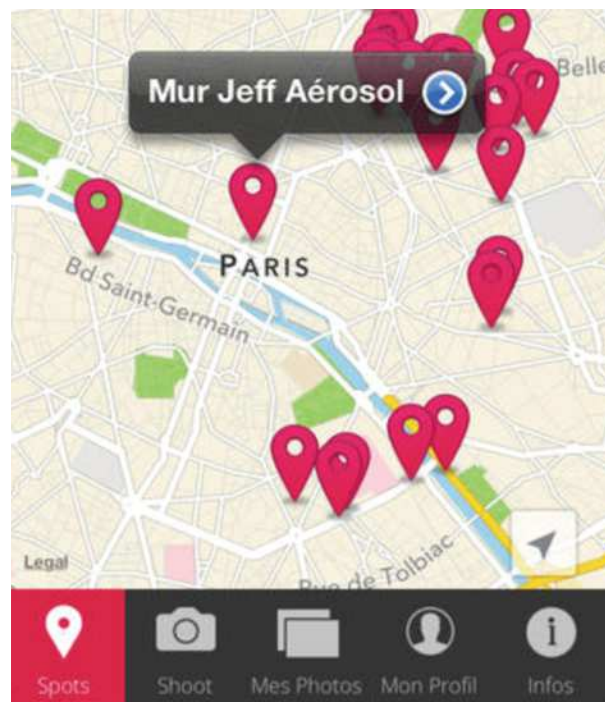 Mur Jeff Aérosol
Belle
PARIS
Bd Saint-Germain
Legal
Rue de Tolbiac
Spots
Shoot
Mes Photos
Mon Profil
Infos